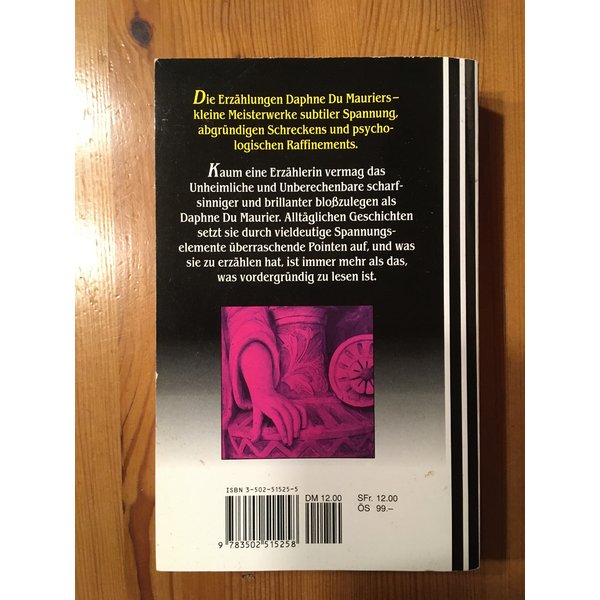 Die Erzählungen Daphne Du Mauriers –
kleine Meisterwerke subtiler Spannung,
abgründigen Schreckens und psycho-
logischen Raffinements.
Kaum eine Erzählerin vermag das
Unheimliche und Unberechenbare scharf-
sinniger und brillanter bloßzulegen als
Daphne Du Maurier. Alltäglichen Geschichten
setzt sie durch vieldeutige Spannungs-
elemente überraschende Pointen auf, und was
sie zu erzählen hat, ist immer mehr als das,
was vordergründig zu lesen ist.
ISBN 3-502-51525-5
DM 12.00
SFr. 12.00
ÖS 99.–
9 783502 515258